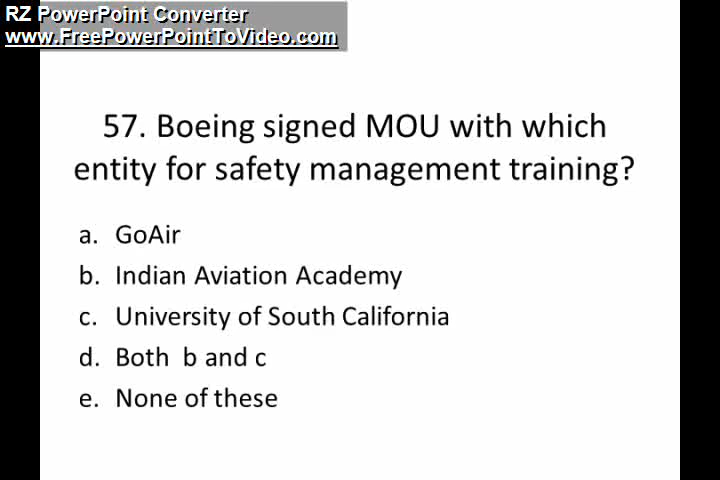 RZ PowerPoint Converter
www.FreePowerPointToVideo.com
57. Boeing signed MOU with which
entity for safety management training?
a. GoAir
b. Indian Aviation Academy
c. University of South California
d. Both b and c
e. None of these